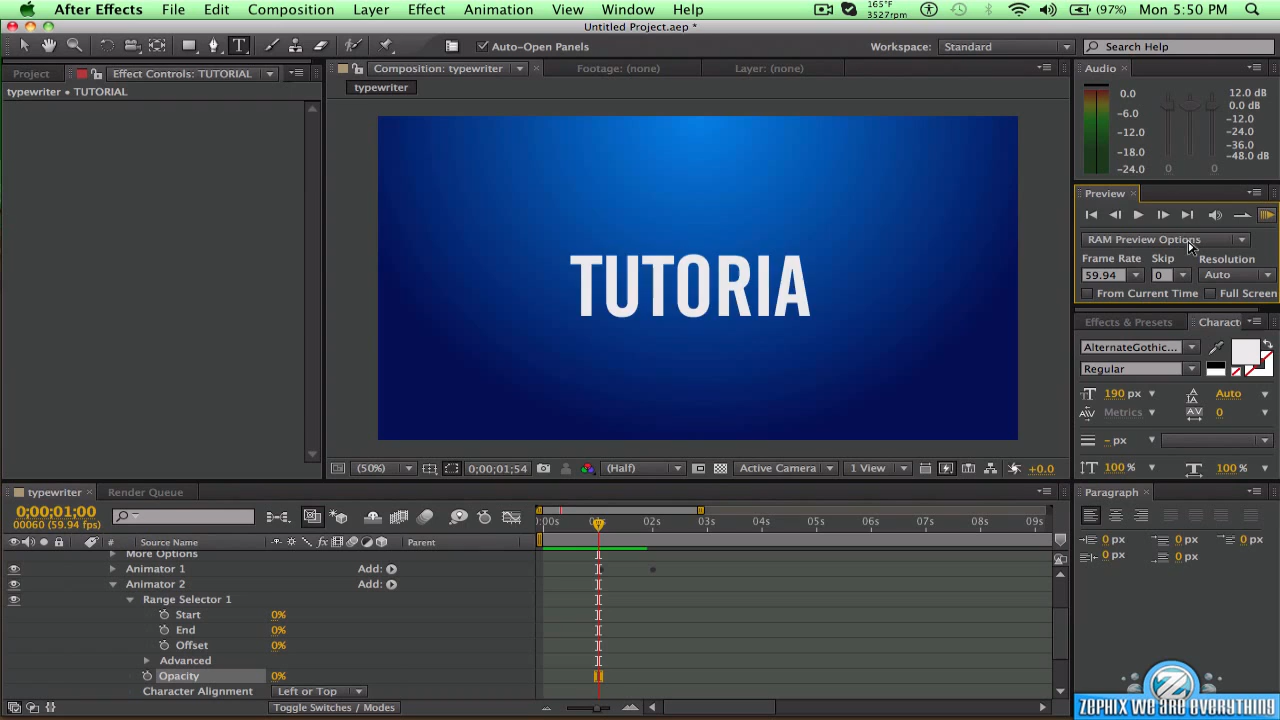 After Effects File Edit Composition Layer Effect Animation View Window Help 165°F 3527rpm (97%) Mon 5:50 PM
Untitled Project.aep *
T Auto-Open Panels Workspace: Standard Search Help
Project Effect Controls: TUTORIAL Composition: typewriter Footage: (none) Layer: (none) Audio
typewriter • TUTORIAL typewriter
0.0 12.0 dB
0.0 dB
-6.0 -12.0
-12.0 -24.0
-18.0 -36.0
-24.0 -48.0 dB
0 0
Preview
RAM Preview Options
Frame Rate Skip Resolution
59.94 0 Auto
From Current Time Full Screen
TUTORIA
Effects & Presets Charact
AlternateGothic...
Regular
190 px Auto
Metrics 0
- px
100 % 100 %
(50%) 0;00;01;54 (Half) Active Camera 1 View +0.0
typewriter Render Queue Paragraph
0;00;01;00
00060 (59.94 fps)
0:00s 02s 03s 04s 05s 06s 07s 08s 09s
# Source Name Parent
0 px 0 px 0 px
0 px 0 px
More Options
Animator 1 Add:
Animator 2 Add:
Range Selector 1
Start 0%
End 0%
Offset 0%
Advanced
Opacity 0%
Character Alignment Left or Top
Toggle Switches / Modes
Z
ZEPHIX WE ARE EVERYTHING